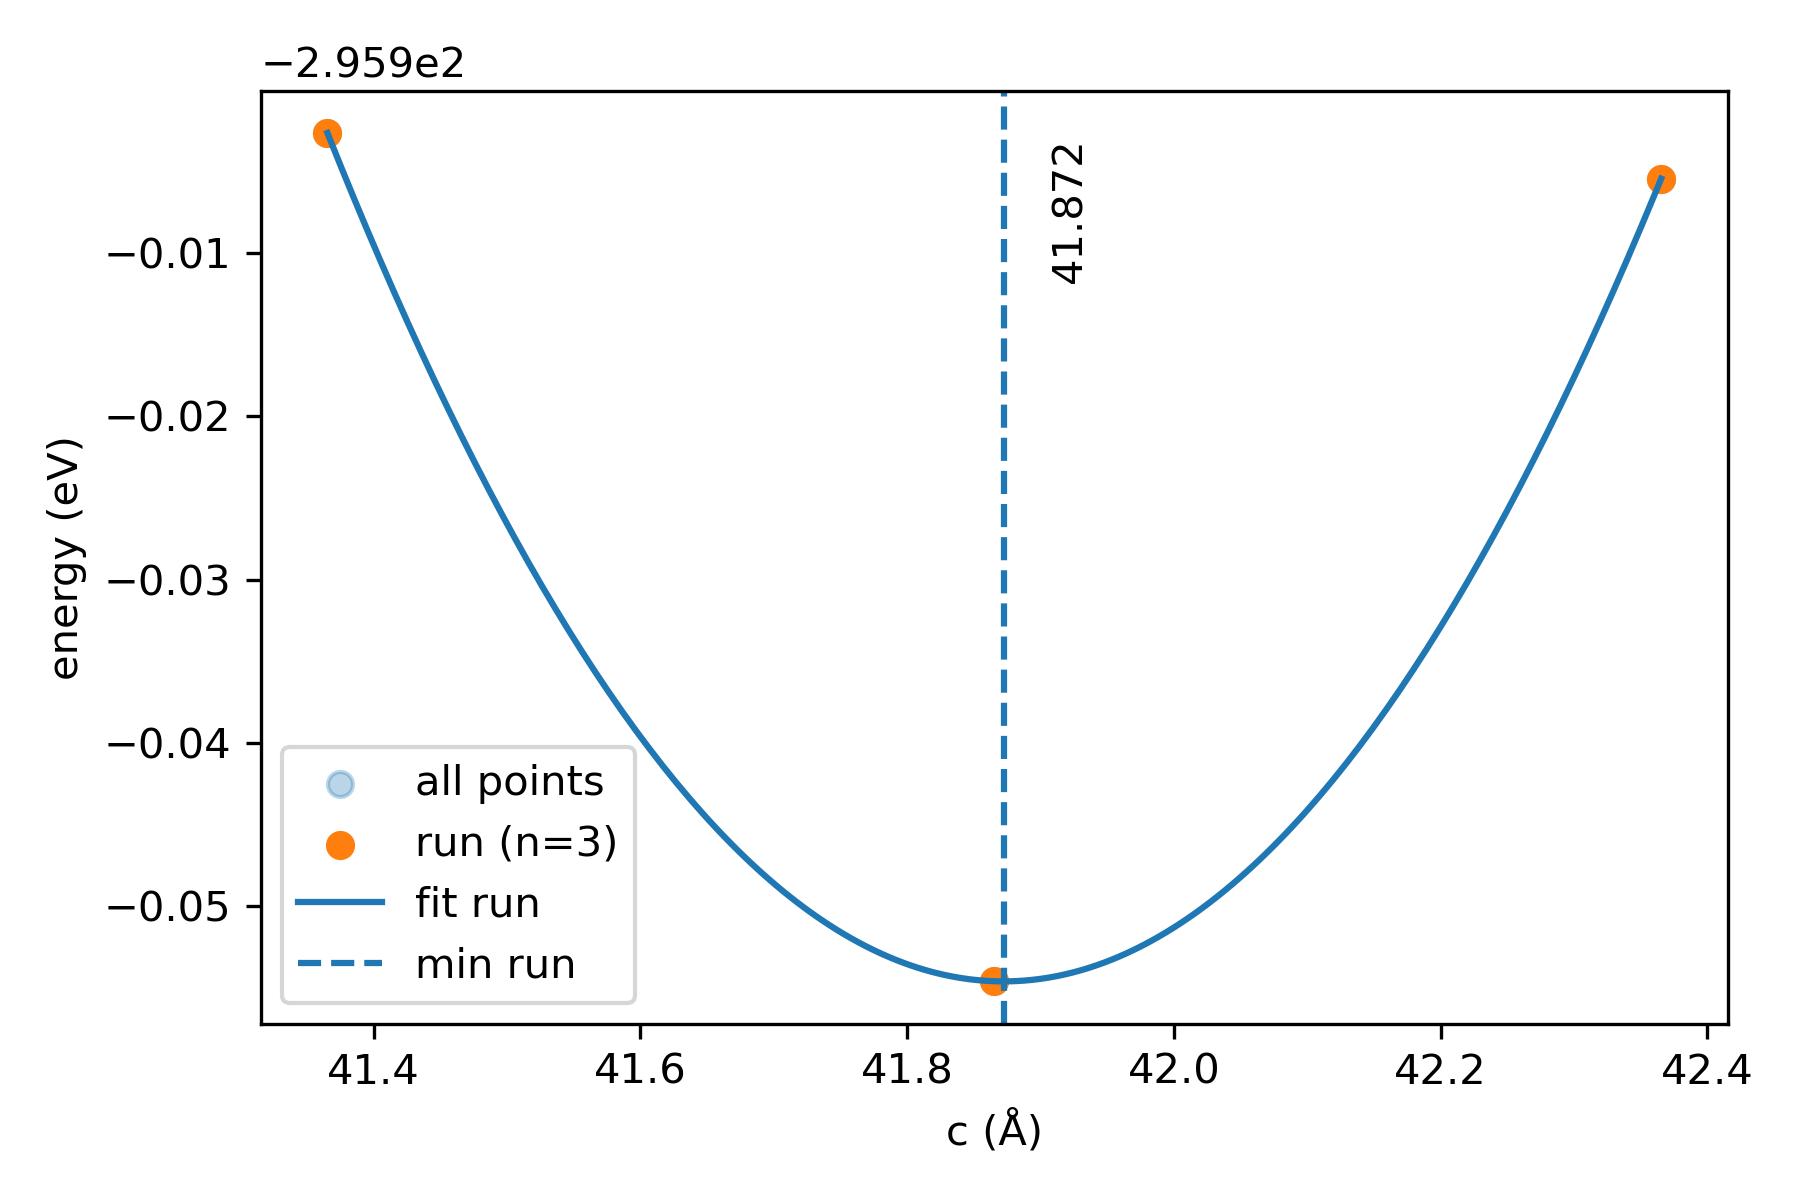 −2.959e2
41.872
−0.01
−0.02
−0.03
−0.04
−0.05
energy (eV)
all points
run (n=3)
fit run
min run
41.4 41.6 41.8 42.0 42.2 42.4
c (Å)